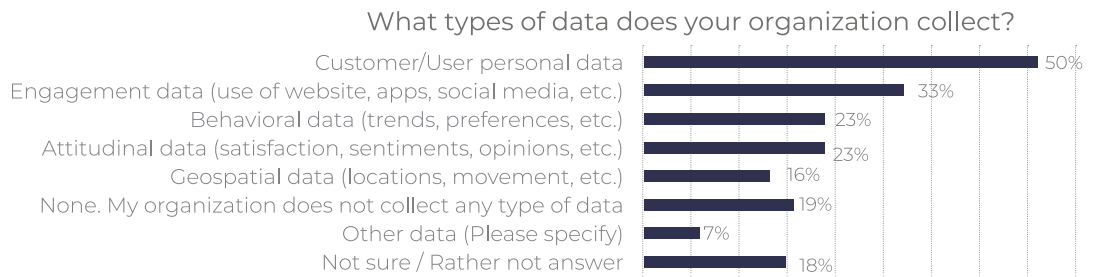 What types of data does your organization collect?
Customer/User personal data 50%
Engagement data (use of website, apps, social media, etc.) 33%
Behavioral data (trends, preferences, etc.) 23%
Attitudinal data (satisfaction, sentiments, opinions, etc.) 23%
Geospatial data (locations, movement, etc.) 16%
None. My organization does not collect any type of data 19%
Other data (Please specify) 7%
Not sure / Rather not answer 18%